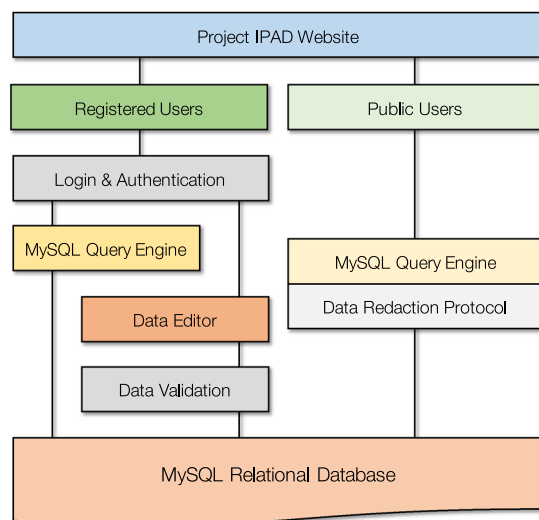 Project IPAD Website
Registered Users
Public Users
Login & Authentication
MySQL Query Engine
MySQL Query Engine
Data Redaction Protocol
Data Editor
Data Validation
MySQL Relational Database